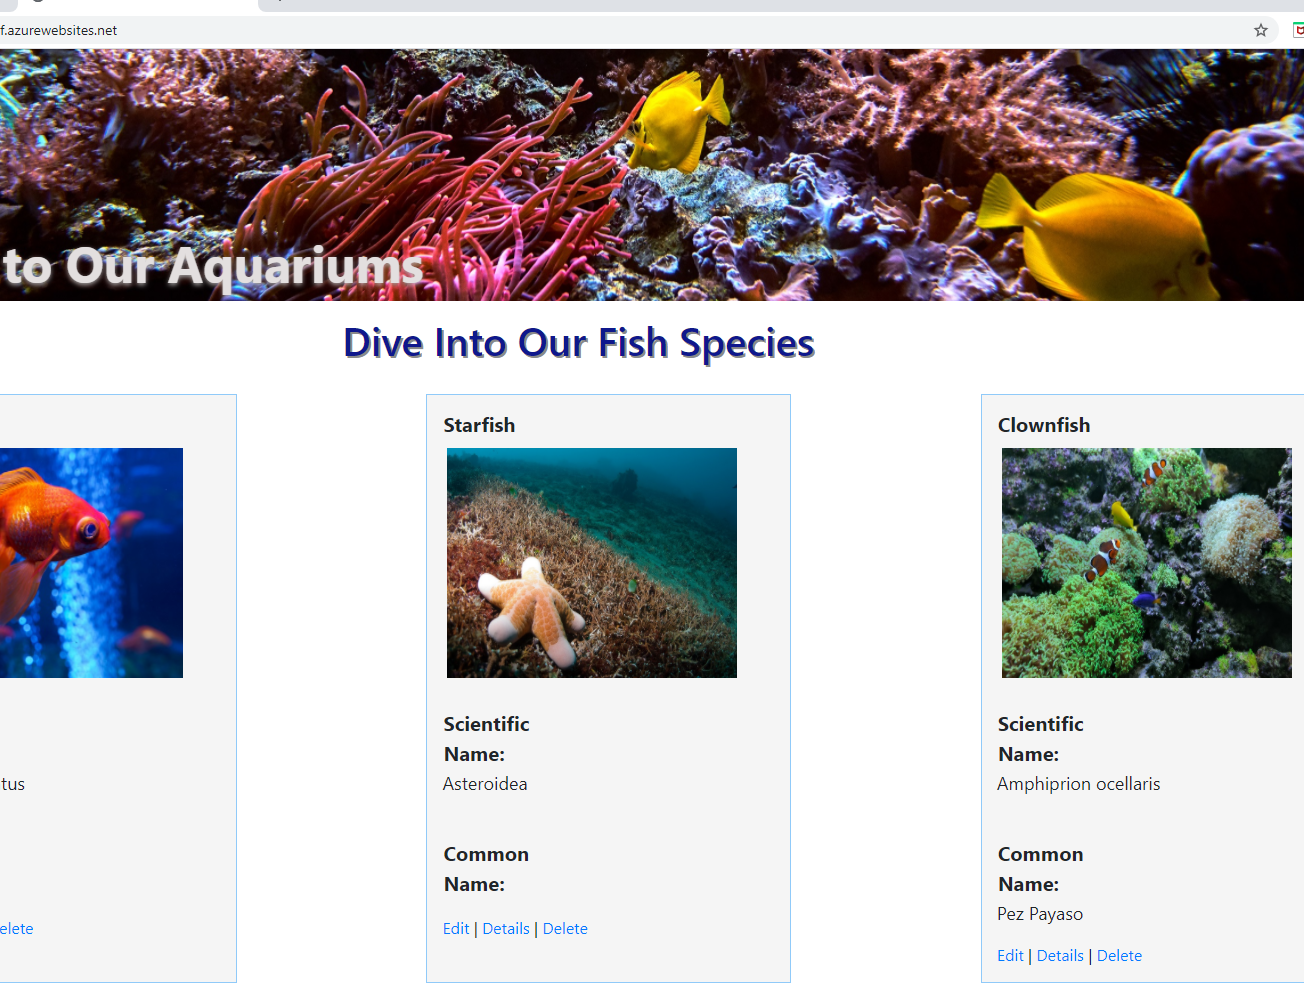 f.azurewebsites.net
to Our Aquariums
Dive Into Our Fish Species
Starfish
Clownfish
Scientific
Name:
Asteroidea
Common
Name:
Edit | Details | Delete
Scientific
Name:
Amphiprion ocellaris
Common
Name:
Pez Payaso
Edit | Details | Delete
tus
elete